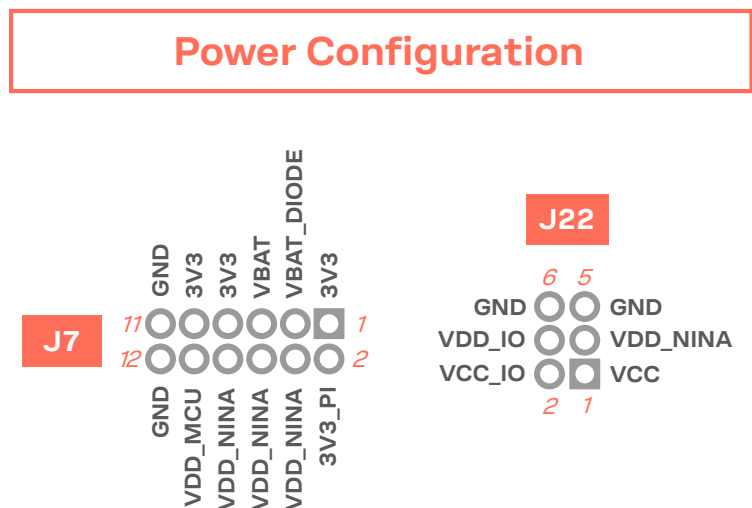 Power Configuration
J7
GND
3V3
3V3
VBAT
VBAT_DIODE
3V3
11
1
12
2
GND
VDD_MCU
VDD_NINA
VDD_NINA
VDD_NINA
3V3_PI
J22
6 5
GND GND
VDD_IO VDD_NINA
VCC_IO VCC
2 1